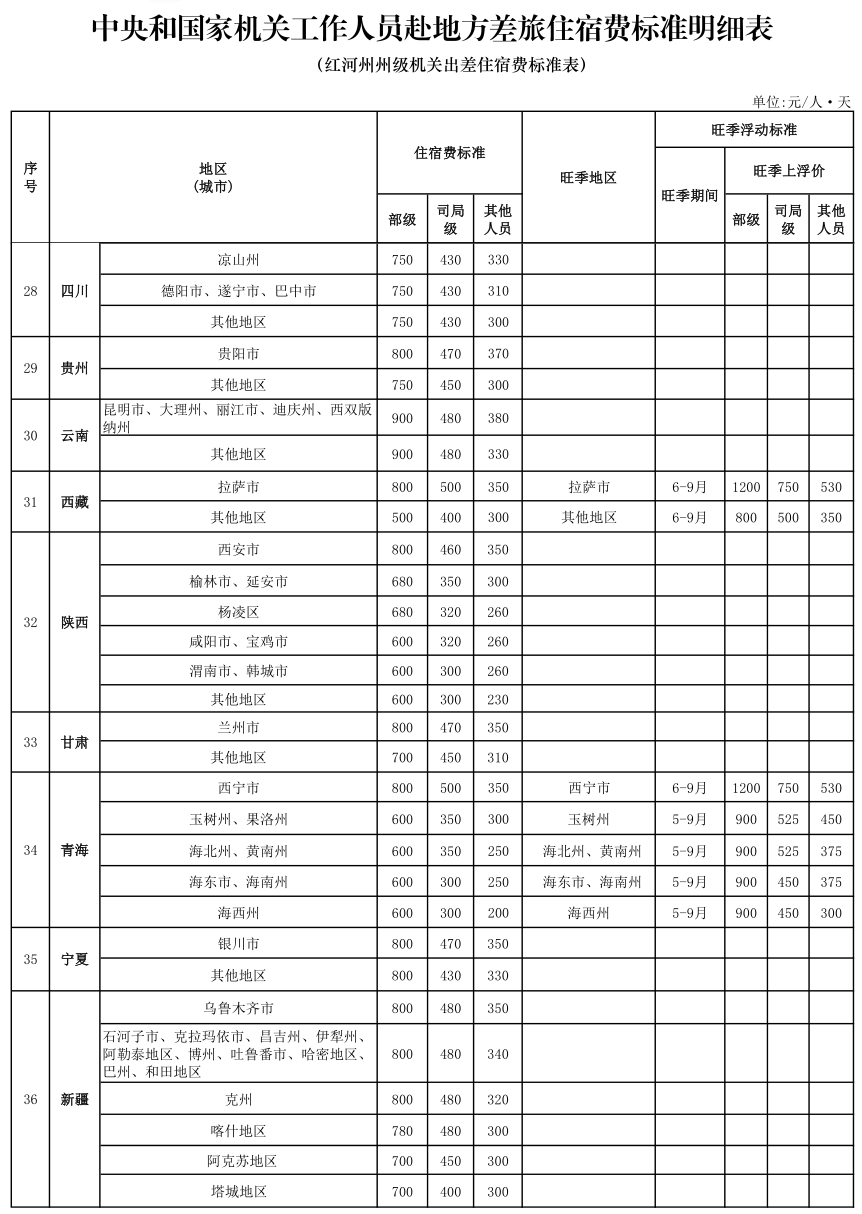 中央和国家机关工作人员赴地方差旅住宿费标准明细表
（红河州州级机关出差住宿费标准表）
单位:元/人·天
序号 地区(城市) 住宿费标准 旺季地区 旺季浮动标准
旺季期间 旺季上浮价
部级 司局级 其他人员 部级 司局级 其他人员
28 四川 凉山州 750 430 330
德阳市、遂宁市、巴中市 750 430 310
其他地区 750 430 300
29 贵州 贵阳市 800 470 370
其他地区 750 450 300
30 云南 昆明市、大理州、丽江市、迪庆州、西双版
纳州 900 480 380
其他地区 900 480 330
31 西藏 拉萨市 800 500 350 拉萨市 6-9月 1200 750 530
其他地区 500 400 300 其他地区 6-9月 800 500 350
32 陕西 西安市 800 460 350
榆林市、延安市 680 350 300
杨凌区 680 320 260
咸阳市、宝鸡市 600 320 260
渭南市、韩城市 600 300 260
其他地区 600 300 230
33 甘肃 兰州市 800 470 350
其他地区 700 450 310
34 青海 西宁市 800 500 350 西宁市 6-9月 1200 750 530
玉树州、果洛州 600 350 300 玉树州 5-9月 900 525 450
海北州、黄南州 600 350 250 海北州、黄南州 5-9月 900 525 375
海东市、海南州 600 300 250 海东市、海南州 5-9月 900 450 375
海西州 600 300 200 海西州 5-9月 900 450 300
35 宁夏 银川市 800 470 350
其他地区 800 430 330
36 新疆 乌鲁木齐市 800 480 350
石河子市、克拉玛依市、昌吉州、伊犁州、
阿勒泰地区、博州、吐鲁番市、哈密地区、
巴州、和田地区 800 480 340
克州 800 480 320
喀什地区 780 480 300
阿克苏地区 700 450 300
塔城地区 700 400 300